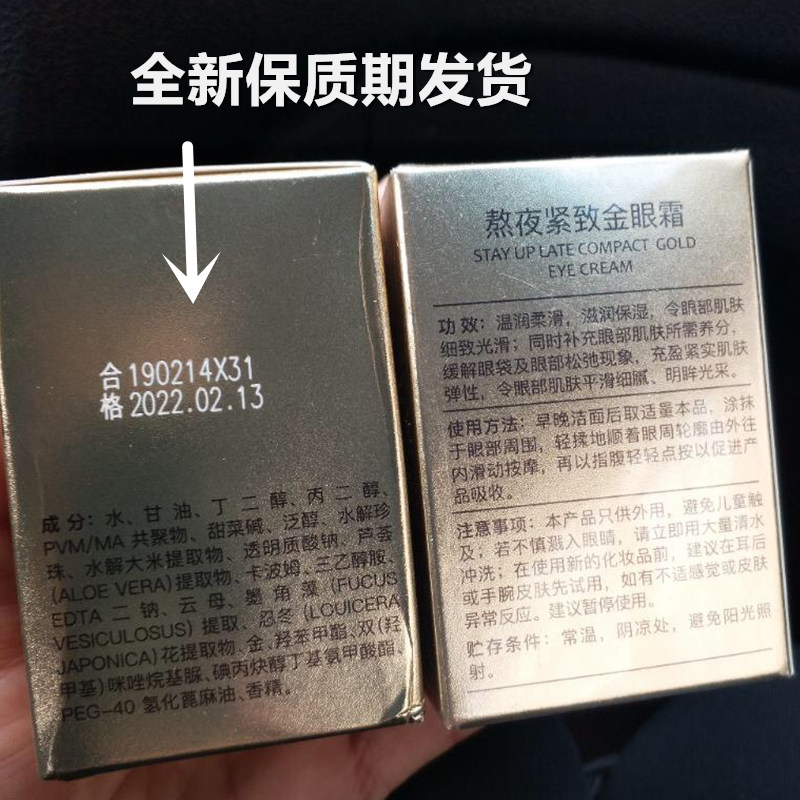 全新保质期发货
合190214X31
格2022.02.13
成分：水、甘油、丁二醇、丙二醇、
PVM/MA 共聚物、甜菜碱、泛醇、水解珍
珠、水解大米提取物、透明质酸钠、芦荟
(ALOE VERA)提取物、卡波姆、三乙醇胺、
EDTA 二钠、云母、墨角藻 (FUCUS
VESICULOSUS) 提取、忍冬 (LOUICERA
JAPONICA) 花提取物、金、羟苯甲酯、双(羟
甲基)咪唑烷基脲、碘丙炔醇丁基氨甲酸酯、
PEG-40 氢化蓖麻油、香精。
熬夜紧致金眼霜
STAY UP LATE COMPACT GOLD
EYE CREAM
功效：温润柔滑，滋润保湿，令眼部肌肤
细致光滑；同时补充眼部肌肤所需养分，
缓解眼袋及眼部松弛现象，充盈紧实肌肤
弹性，令眼部肌肤平滑细腻、明眸光采。
使用方法：早晚洁面后取适量本品，涂抹
于眼部周围，轻揉地顺着眼周轮廓由外往
内滑动按摩，再以指腹轻轻点按以促进产
品吸收。
注意事项：本产品只供外用，避免儿童触
及；若不慎溅入眼睛，请立即用大量清水
冲洗；在使用新的化妆品前，建议在耳后
或手腕皮肤先试用，如有不适感觉或皮肤
异常反应。建议暂停使用。
贮存条件：常温，阴凉处，避免阳光照
射。